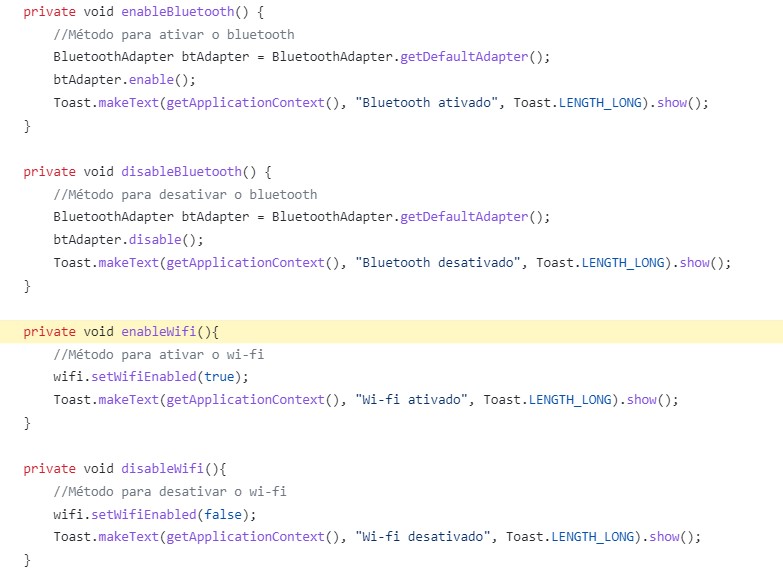 private void enableBluetooth() {
    //Método para ativar o bluetooth
    BluetoothAdapter btAdapter = BluetoothAdapter.getDefaultAdapter();
    btAdapter.enable();
    Toast.makeText(getApplicationContext(), "Bluetooth ativado", Toast.LENGTH_LONG).show();
}

private void disableBluetooth() {
    //Método para desativar o bluetooth
    BluetoothAdapter btAdapter = BluetoothAdapter.getDefaultAdapter();
    btAdapter.disable();
    Toast.makeText(getApplicationContext(), "Bluetooth desativado", Toast.LENGTH_LONG).show();
}

private void enableWifi(){
    //Método para ativar o wi-fi
    wifi.setWifiEnabled(true);
    Toast.makeText(getApplicationContext(), "Wi-fi ativado", Toast.LENGTH_LONG).show();
}

private void disableWifi(){
    //Método para desativar o wi-fi
    wifi.setWifiEnabled(false);
    Toast.makeText(getApplicationContext(), "Wi-fi desativado", Toast.LENGTH_LONG).show();
}